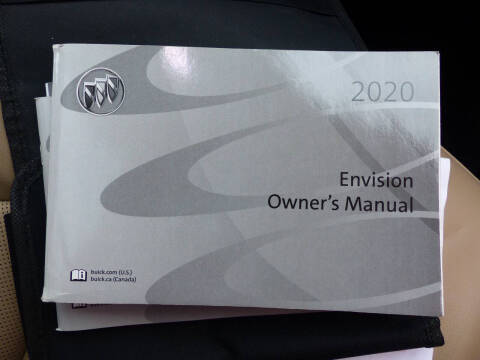 2020
Envision
Owner's Manual
buick.com (U.S.)
buick.ca (Canada)